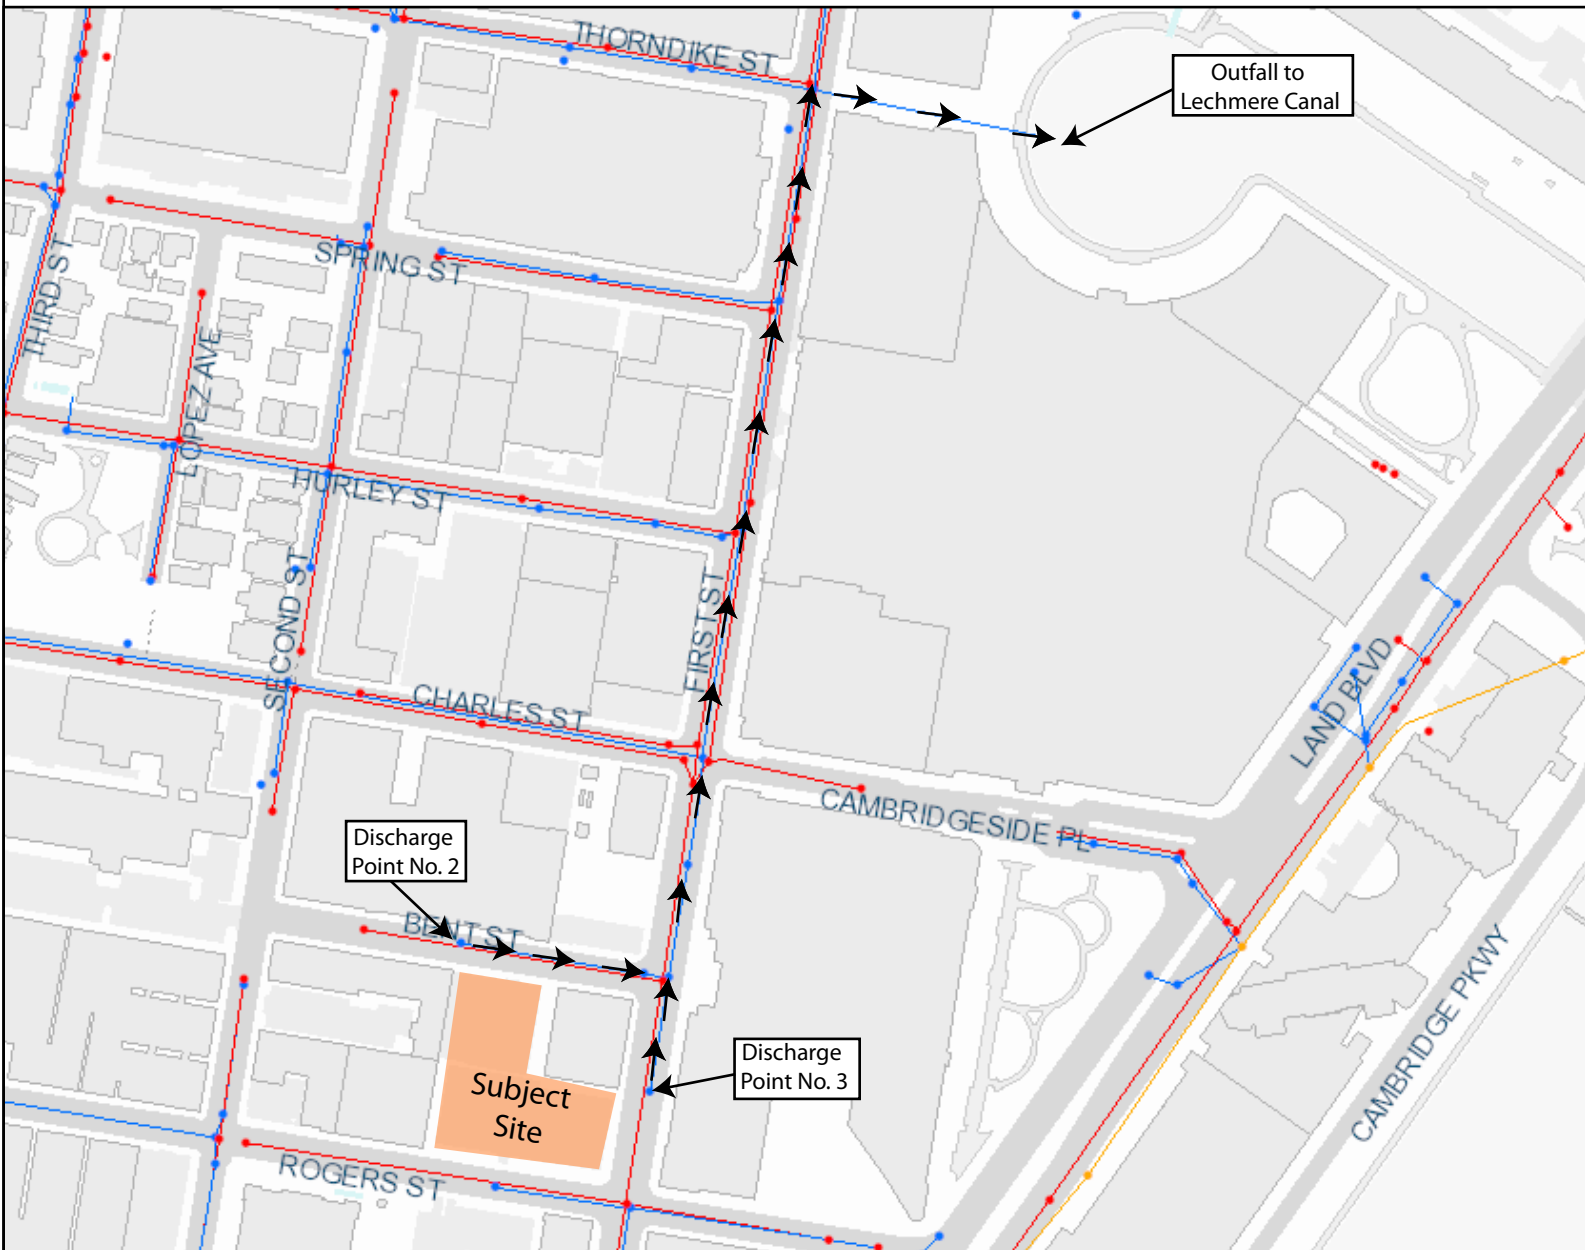 THORNDIKE ST
Outfall to
Lechmere Canal
SPRING ST
THIRD ST
LOPEZ AVE
HURLEY ST
SECOND ST
FIRST ST
CHARLES ST
LAND BLVD
CAMBRIDGESIDE PL
Discharge
Point No. 2
BENT ST
CAMBRIDGE PKWY
Discharge
Point No. 3
Subject
Site
ROGERS ST